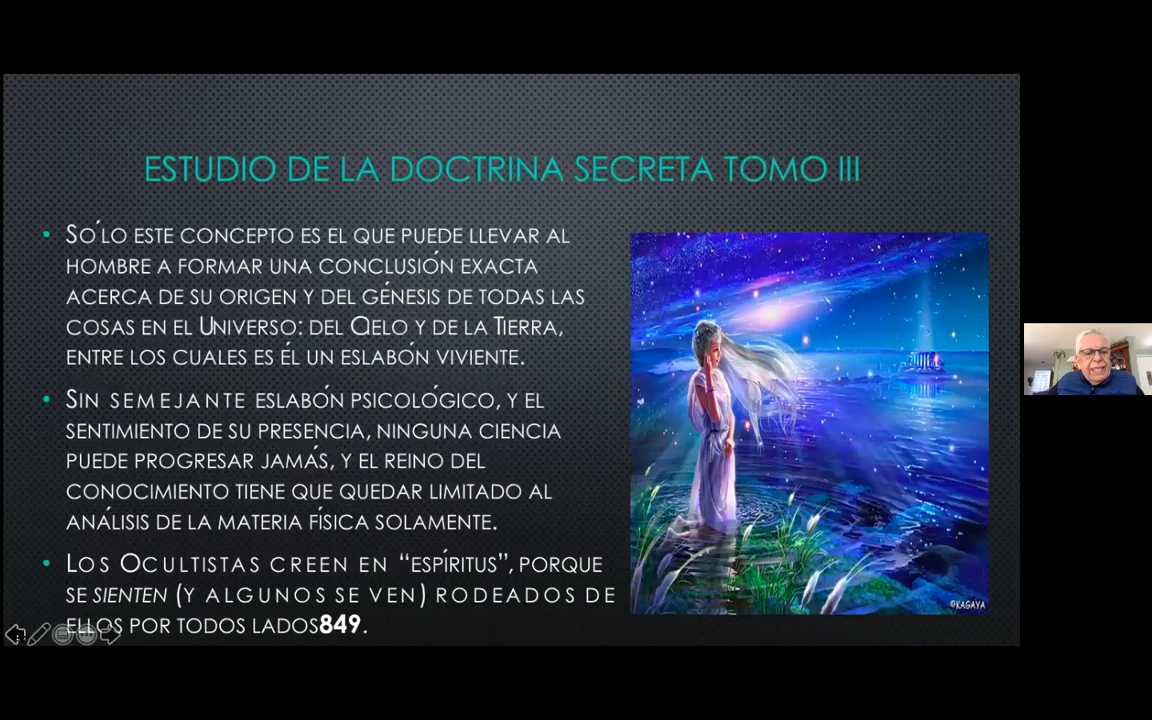 ESTUDIO DE LA DOCTRINA SECRETA TOMO III
• SÓLO ESTE CONCEPTO ES EL QUE PUEDE LLEVAR AL
HOMBRE A FORMAR UNA CONCLUSIÓN EXACTA
ACERCA DE SU ORIGEN Y DEL GÉNESIS DE TODAS LAS
COSAS EN EL UNIVERSO: DEL CIELO Y DE LA TIERRA,
ENTRE LOS CUALES ES ÉL UN ESLABÓN VIVIENTE.
• SIN SEMEJANTE ESLABÓN PSICOLÓGICO, Y EL
SENTIMIENTO DE SU PRESENCIA, NINGUNA CIENCIA
PUEDE PROGRESAR JAMÁS, Y EL REINO DEL
CONOCIMIENTO TIENE QUE QUEDAR LIMITADO AL
ANÁLISIS DE LA MATERIA FÍSICA SOLAMENTE.
• LOS OCULTISTAS CREEN EN “ESPÍRITUS”, PORQUE
SE SIENTEN (Y ALGUNOS SE VEN) RODEADOS DE
ELLOS POR TODOS LADOS849.
©KAGAYA